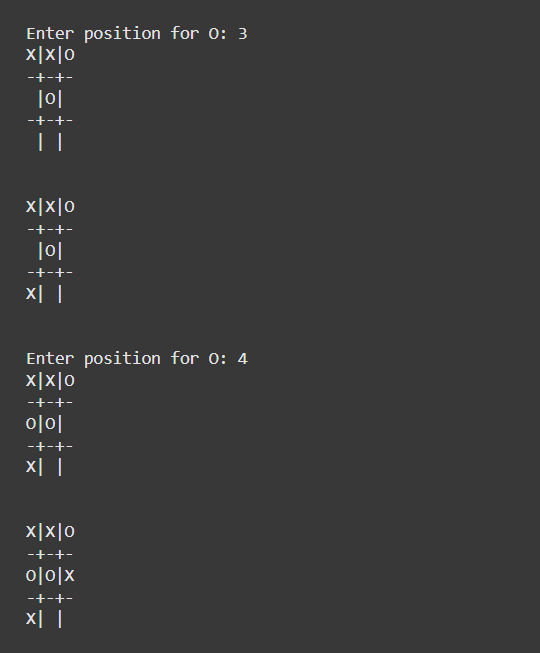 Enter position for O: 3
X|X|O
-+-+-
 |O|
-+-+-
 | |
X|X|O
-+-+-
 |O|
-+-+-
X| |
Enter position for O: 4
X|X|O
-+-+-
O|O|
-+-+-
X| |
X|X|O
-+-+-
O|O|X
-+-+-
X| |